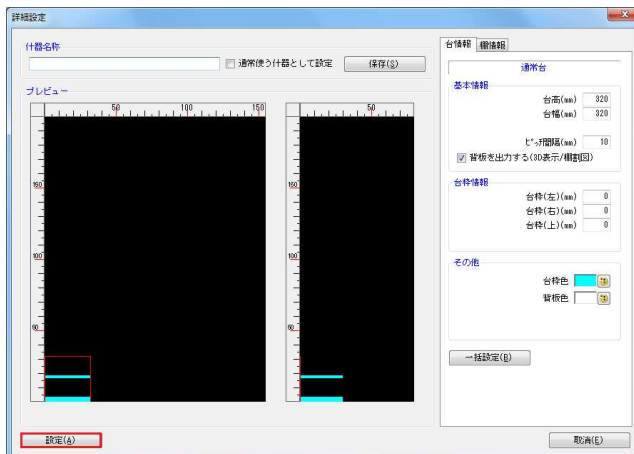 詳細設定
什器名称
通常使う什器として設定
保存(S)
プレビュー
50 100 150
50
150
100
50
150
100
50
台情報 棚情報
通常台
基本情報
台高(mm) 320
台幅(mm) 320
ピッチ間隔(mm) 10
背板を出力する(3D表示/棚割図)
台枠情報
台枠(左)(mm) 0
台枠(右)(mm) 0
台枠(上)(mm) 0
その他
台枠色
背板色
一括設定(B)
設定(A)
取消(E)